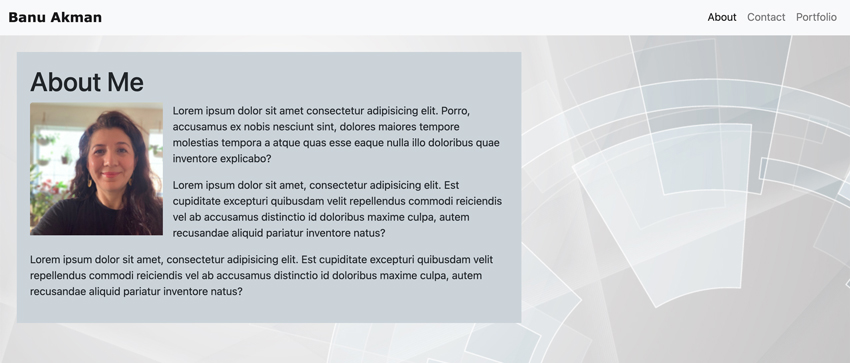 Banu Akman
About Contact Portfolio
About Me
Lorem ipsum dolor sit amet consectetur adipisicing elit. Porro,
accusamus ex nobis nesciunt sint, dolores maiores tempore
molestias tempora a atque quas esse eaque nulla illo doloribus quae
inventore explicabo?
Lorem ipsum dolor sit amet, consectetur adipisicing elit. Est
cupiditate excepturi quibusdam velit repellendus commodi reiciendis
vel ab accusamus distinctio id doloribus maxime culpa, autem
recusandae aliquid pariatur inventore natus?
Lorem ipsum dolor sit amet, consectetur adipisicing elit. Est cupiditate excepturi quibusdam velit
repellendus commodi reiciendis vel ab accusamus distinctio id doloribus maxime culpa, autem
recusandae aliquid pariatur inventore natus?